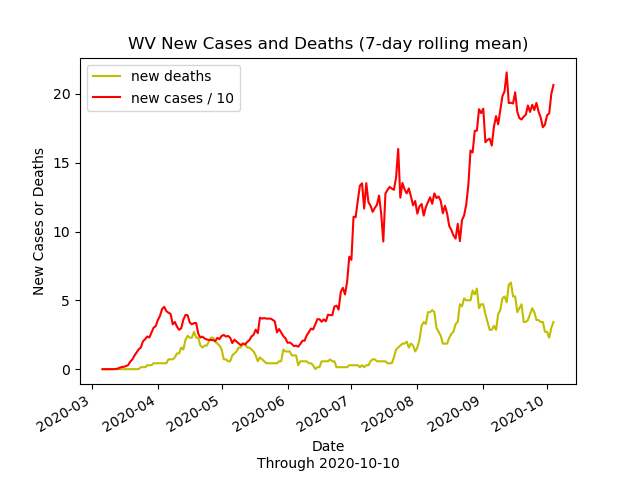 WV New Cases and Deaths (7-day rolling mean)
new deaths
new cases / 10
New Cases or Deaths
20
15
10
5
0
2020-03
2020-04
2020-05
2020-06
2020-07
2020-08
2020-09
2020-10
Date
Through 2020-10-10